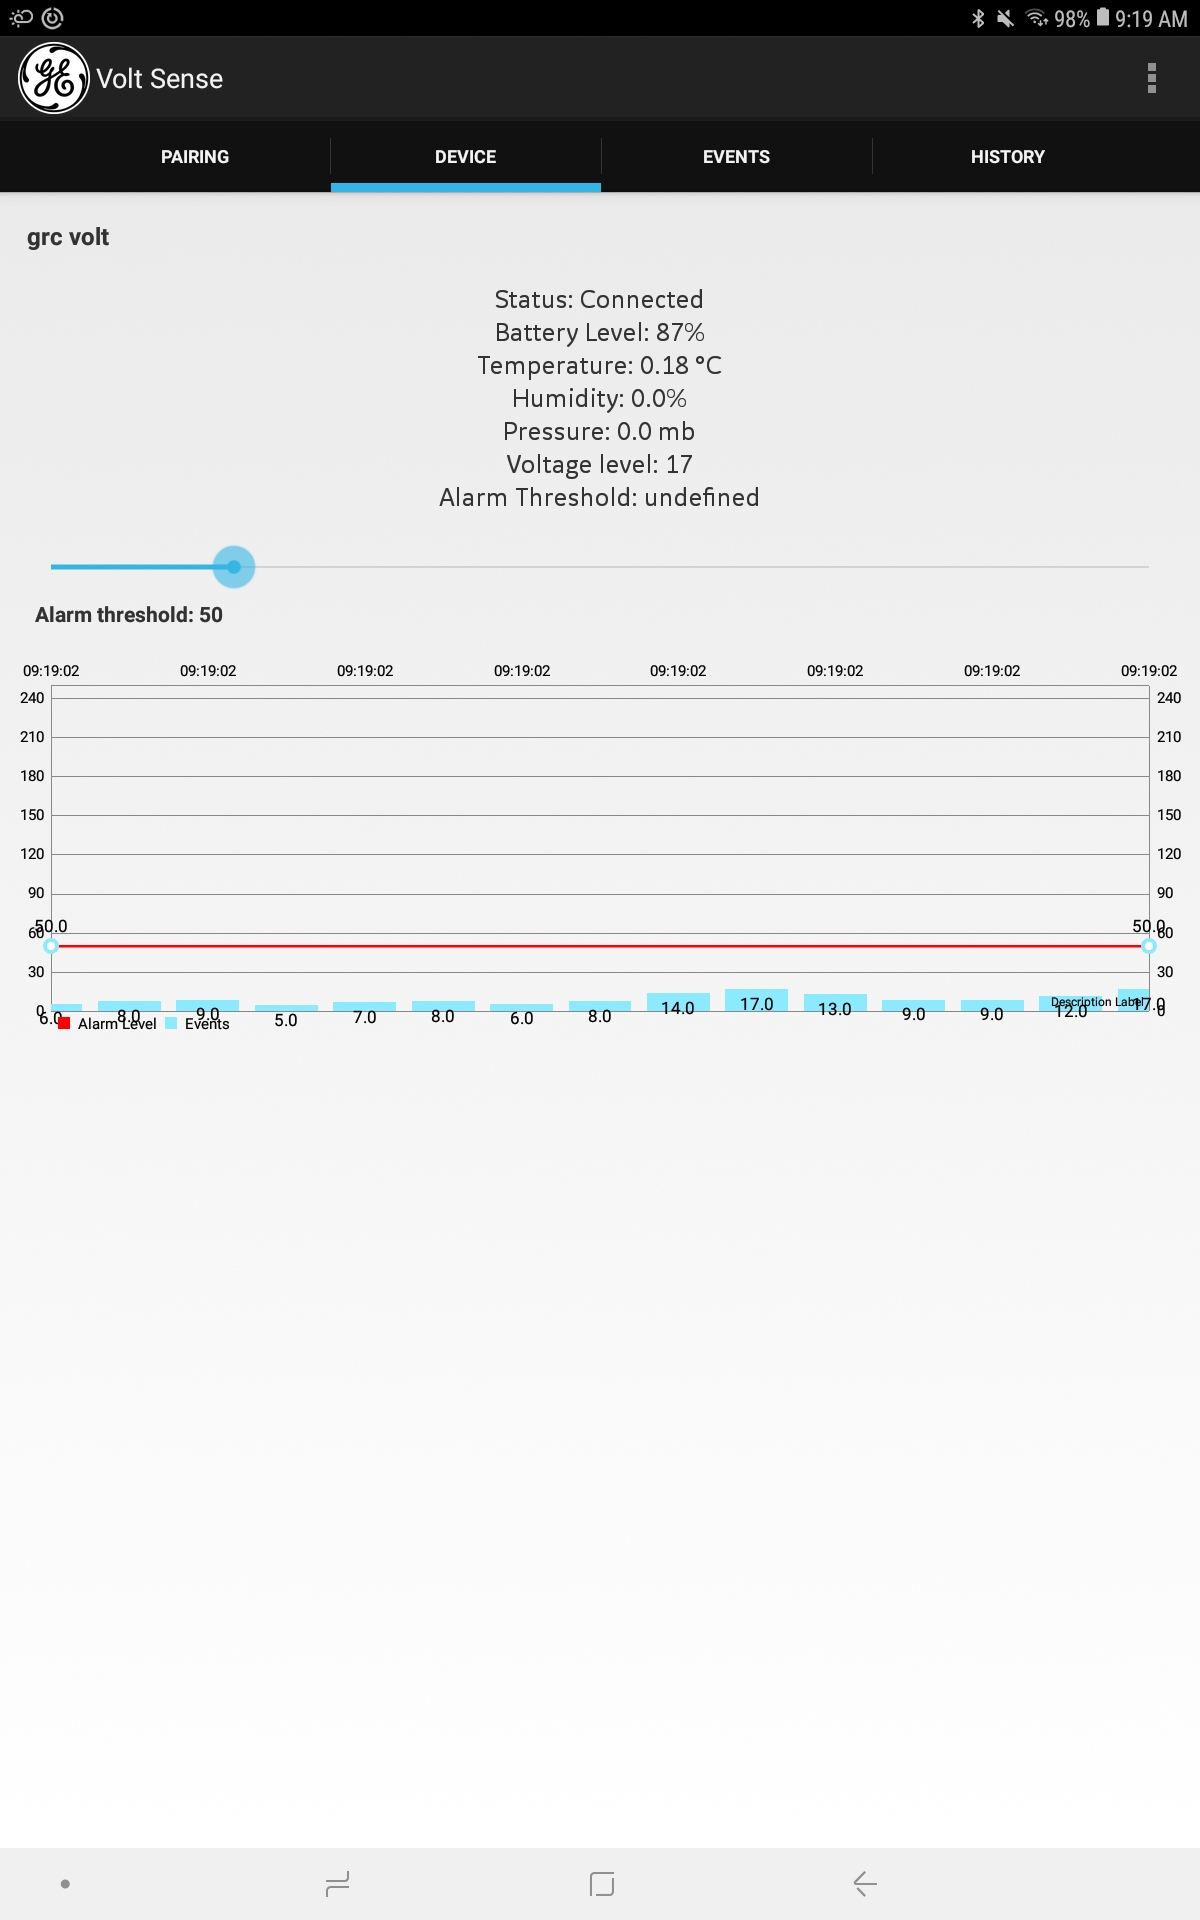 98% 9:19 AM
GE Volt Sense
PAIRING DEVICE EVENTS HISTORY
grc volt
Status: Connected
Battery Level: 87%
Temperature: 0.18 °C
Humidity: 0.0%
Pressure: 0.0 mb
Voltage level: 17
Alarm Threshold: undefined
Alarm threshold: 50
09:19:02 09:19:02 09:19:02 09:19:02 09:19:02 09:19:02 09:19:02 09:19:02
240 240
210 210
180 180
150 150
120 120
90 90
50.0 50.0
60 60
30 30
Description Label
0 0
6.0 8.0 9.0 5.0 7.0 8.0 6.0 8.0 14.0 17.0 13.0 9.0 9.0 12.0 17.0
Alarm Level Events